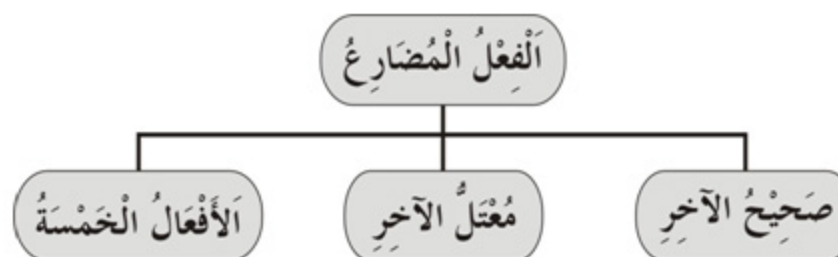 اَلْفِعْلُ الْمُضَارِعُ
صَحِيْحُ الآخِرِ
مُعْتَلُّ الآخِرِ
اَلأَفْعَالُ الْخَمْسَةُ